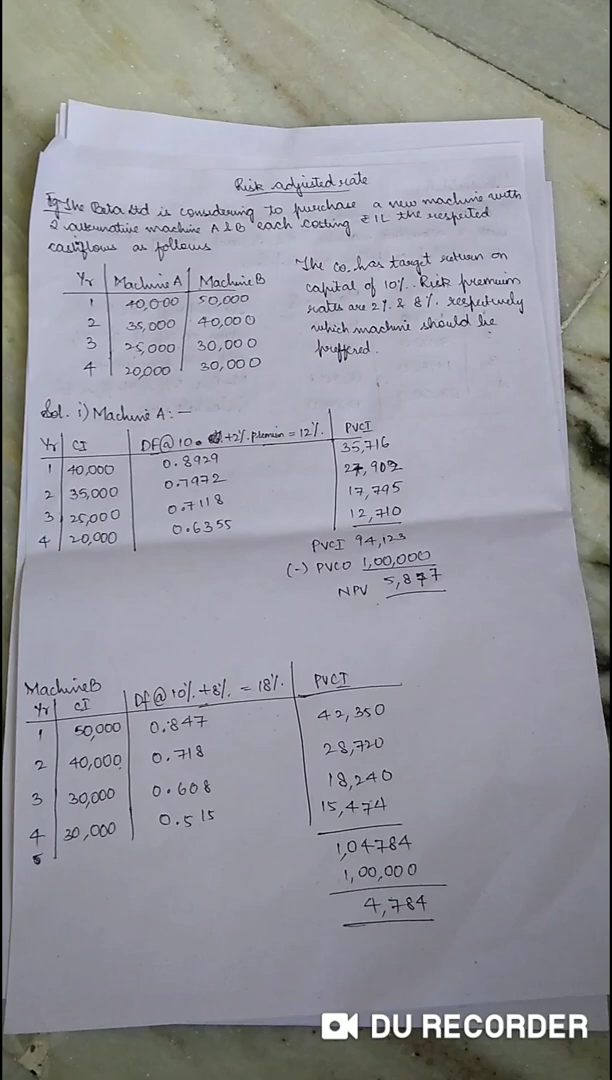 Risk adjusted rate
Eg The Beta Ltd is considering to purchase a new machine with
2 alternative machine A & B each costing ₹ 1L the respeted
cashflows as follows
Yr Machine A Machine B
1 40,000 50,000
2 35,000 40,000
3 25,000 30,000
4 20,000 30,000
The co. has target return on
capital of 10%. Risk premium
rates are 2% & 8% respectively
which machine should be
preffered.
Sol. i) Machine A : —
Yr CI DF@10 +2% premium = 12% PVCI
1 40,000 0.8929 35,716
2 35,000 0.7972 27,902
3 25,000 0.7118 17,795
4 20,000 0.6355 12,710
PVCI 94,123
(-) PVCO 1,00,000
NPV 5,877
Machine B
Yr CI Df@10% +8% = 18% PVCI
1 50,000 0.847 42,350
2 40,000 0.718 28,720
3 30,000 0.608 18,240
4 30,000 0.515 15,474
5
1,04784
1,00,000
4,784
DU RECORDER